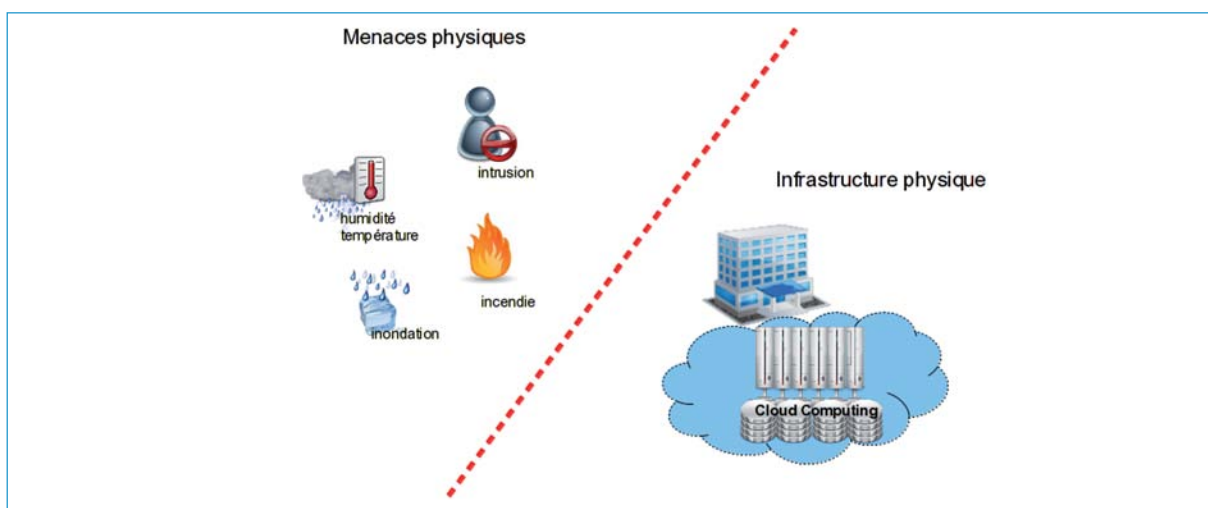 Menaces physiques
intrusion
humidité
température
incendie
inondation
Infrastructure physique
Cloud Computing